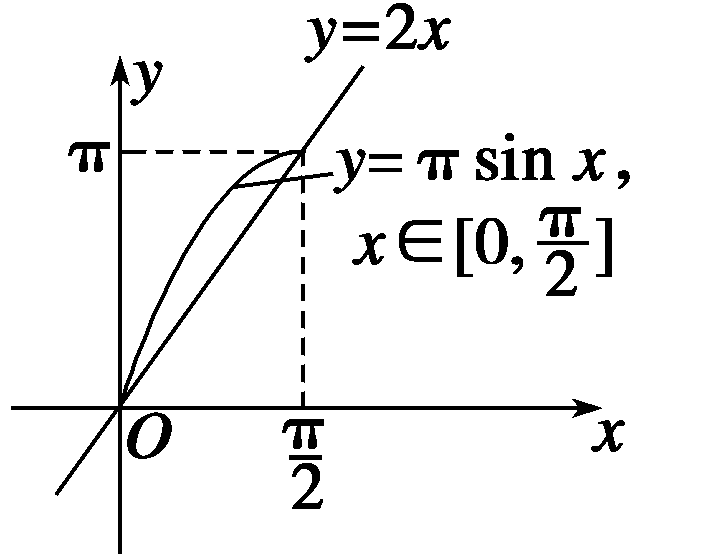 y=2x
y
π
y= π sin x ,
x∈[0, π/2]
O
π/2
x